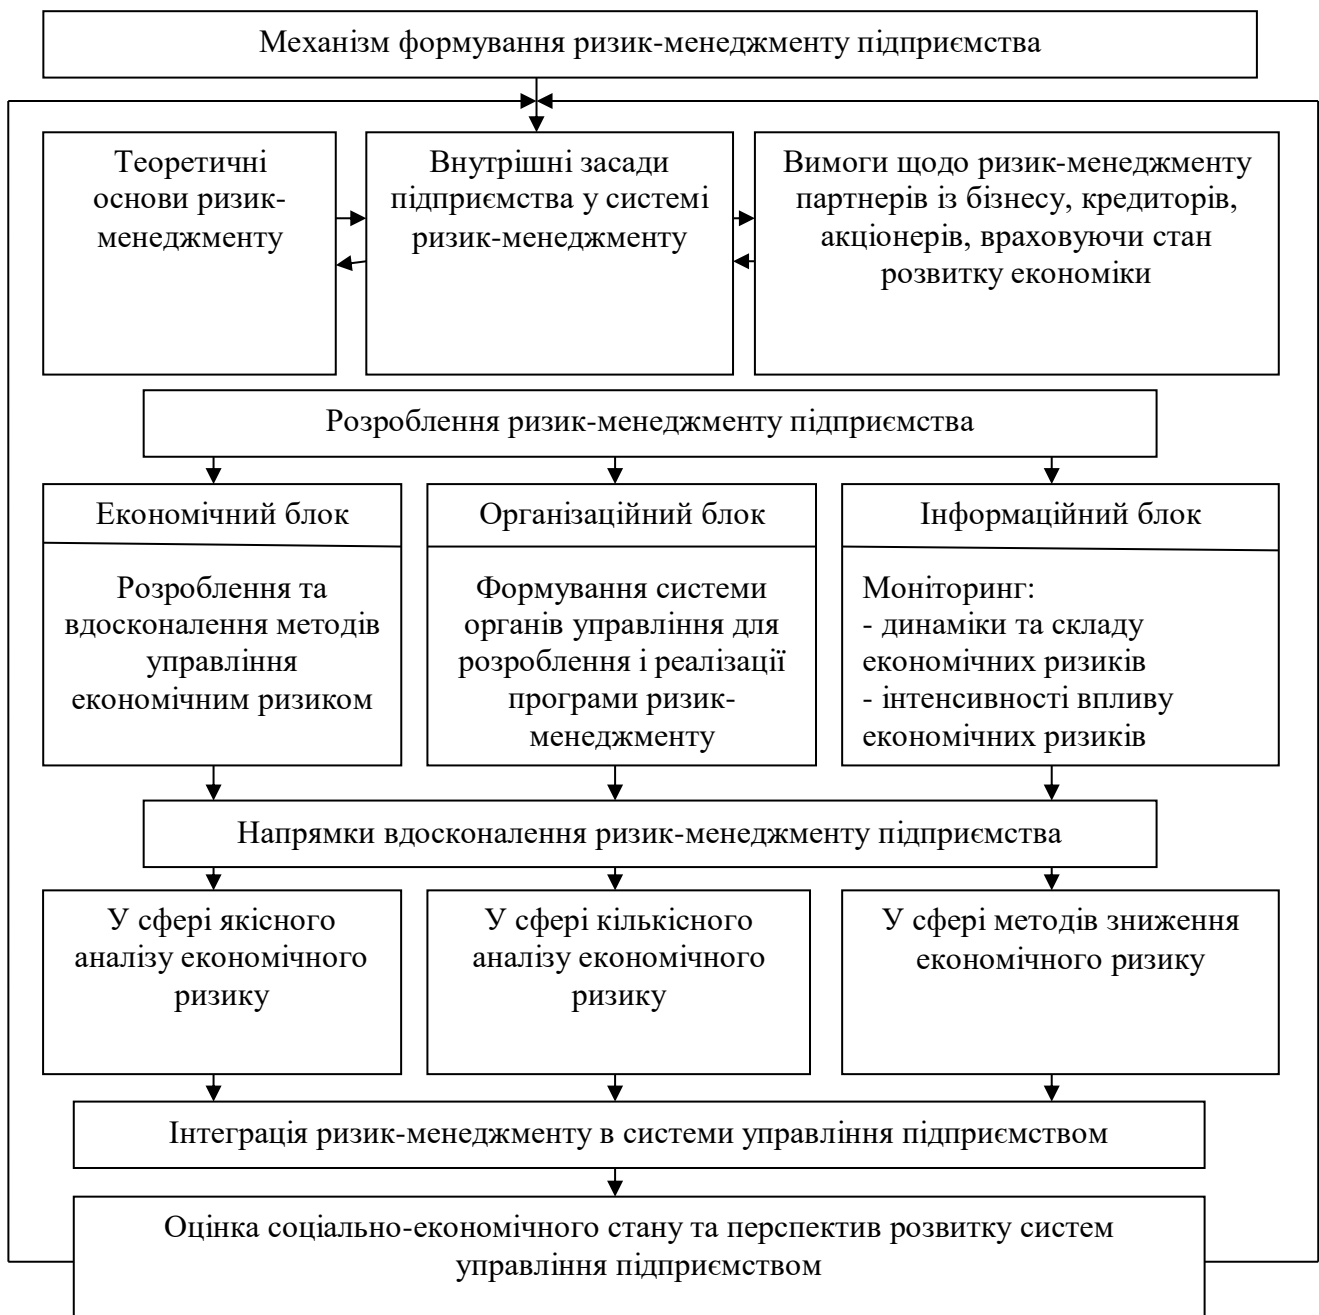 Механізм формування ризик-менеджменту підприємства
Теоретичні
основи ризик-
менеджменту
Внутрішні засади
підприємства у системі
ризик-менеджменту
Вимоги щодо ризик-менеджменту
партнерів із бізнесу, кредиторів,
акціонерів, враховуючи стан
розвитку економіки
Розроблення ризик-менеджменту підприємства
Економічний блок
Розроблення та
вдосконалення методів
управління
економічним ризиком
Організаційний блок
Формування системи
органів управління для
розроблення і реалізації
програми ризик-
менеджменту
Інформаційний блок
Моніторинг:
- динаміки та складу
економічних ризиків
- інтенсивності впливу
економічних ризиків
Напрямки вдосконалення ризик-менеджменту підприємства
У сфері якісного
аналізу економічного
ризику
У сфері кількісного
аналізу економічного
ризику
У сфері методів зниження
економічного ризику
Інтеграція ризик-менеджменту в системи управління підприємством
Оцінка соціально-економічного стану та перспектив розвитку систем
управління підприємством